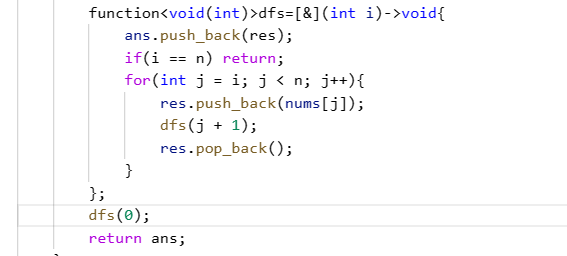 function<void(int)>dfs=[&](int i)->void{
ans.push_back(res);
if(i == n) return;
for(int j = i; j < n; j++){
res.push_back(nums[j]);
dfs(j + 1);
res.pop_back();
}
};
dfs(0);
return ans;